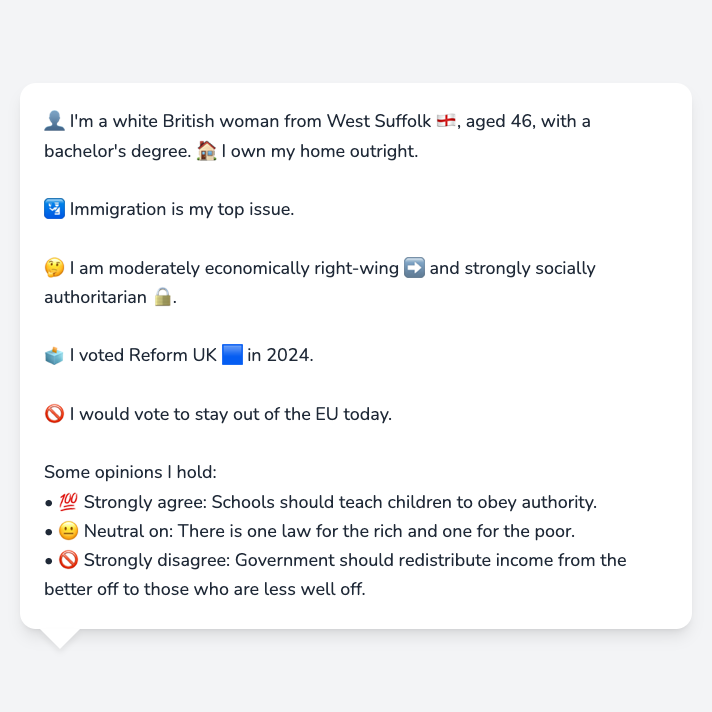 👤 I'm a white British woman from West Suffolk 🏴󠁧󠁢󠁥󠁮󠁧󠁿, aged 46, with a
bachelor's degree. 🏠 I own my home outright.
🛂 Immigration is my top issue.
🤔 I am moderately economically right-wing ➡️ and strongly socially
authoritarian 🔒.
🗳️ I voted Reform UK 🟦 in 2024.
🚫 I would vote to stay out of the EU today.
Some opinions I hold:
• 💯 Strongly agree: Schools should teach children to obey authority.
• 😐 Neutral on: There is one law for the rich and one for the poor.
• 🚫 Strongly disagree: Government should redistribute income from the
better off to those who are less well off.